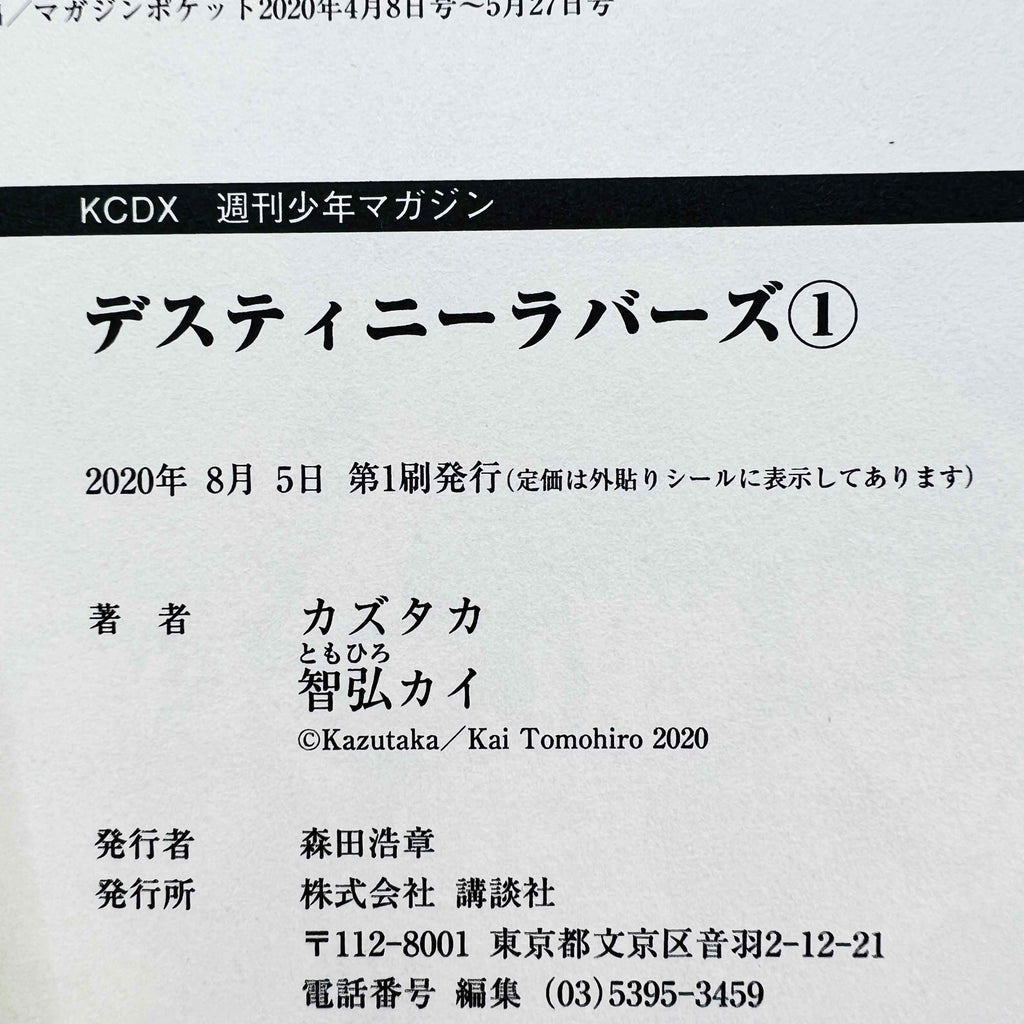 ／マガジンポケット2020年4月8日号〜5月27日号
KCDX 週刊少年マガジン
デスティニーラバーズ①
2020年 8月 5日 第1刷発行(定価は外貼りシールに表示してあります)
著 者 カズタカ
ともひろ
智弘カイ
©Kazutaka／Kai Tomohiro 2020
発行者 森田浩章
発行所 株式会社 講談社
〒112-8001 東京都文京区音羽2-12-21
電話番号 編集 (03)5395-3459